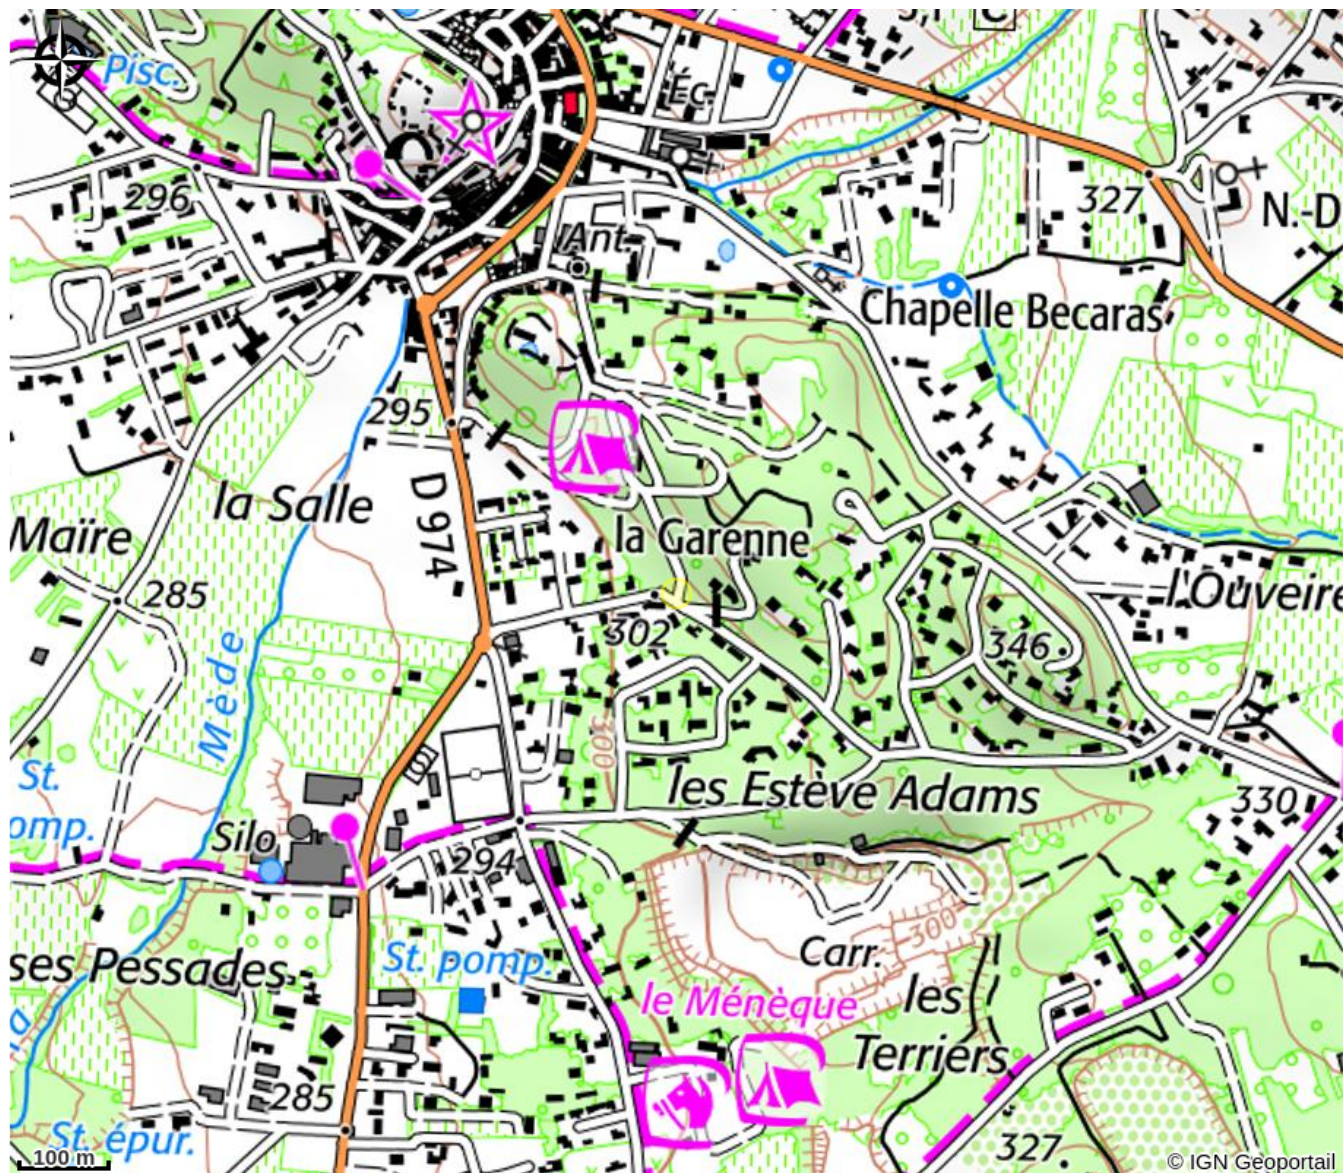 Pisc.
Éc.
C
296
327
N.-D
Ant.
Chapelle Becaras
295
la Salle
D 974
Maïre
la Garenne
285
l'Ouveiro
302
346
Mède
300
St.
omp.
les Estève Adams
330
Silo
294
300
Carr.
ses Pessades
St. pomp.
le Ménèque
les
Terriers
285
St. épur.
327
100 m
© IGN Geoportail